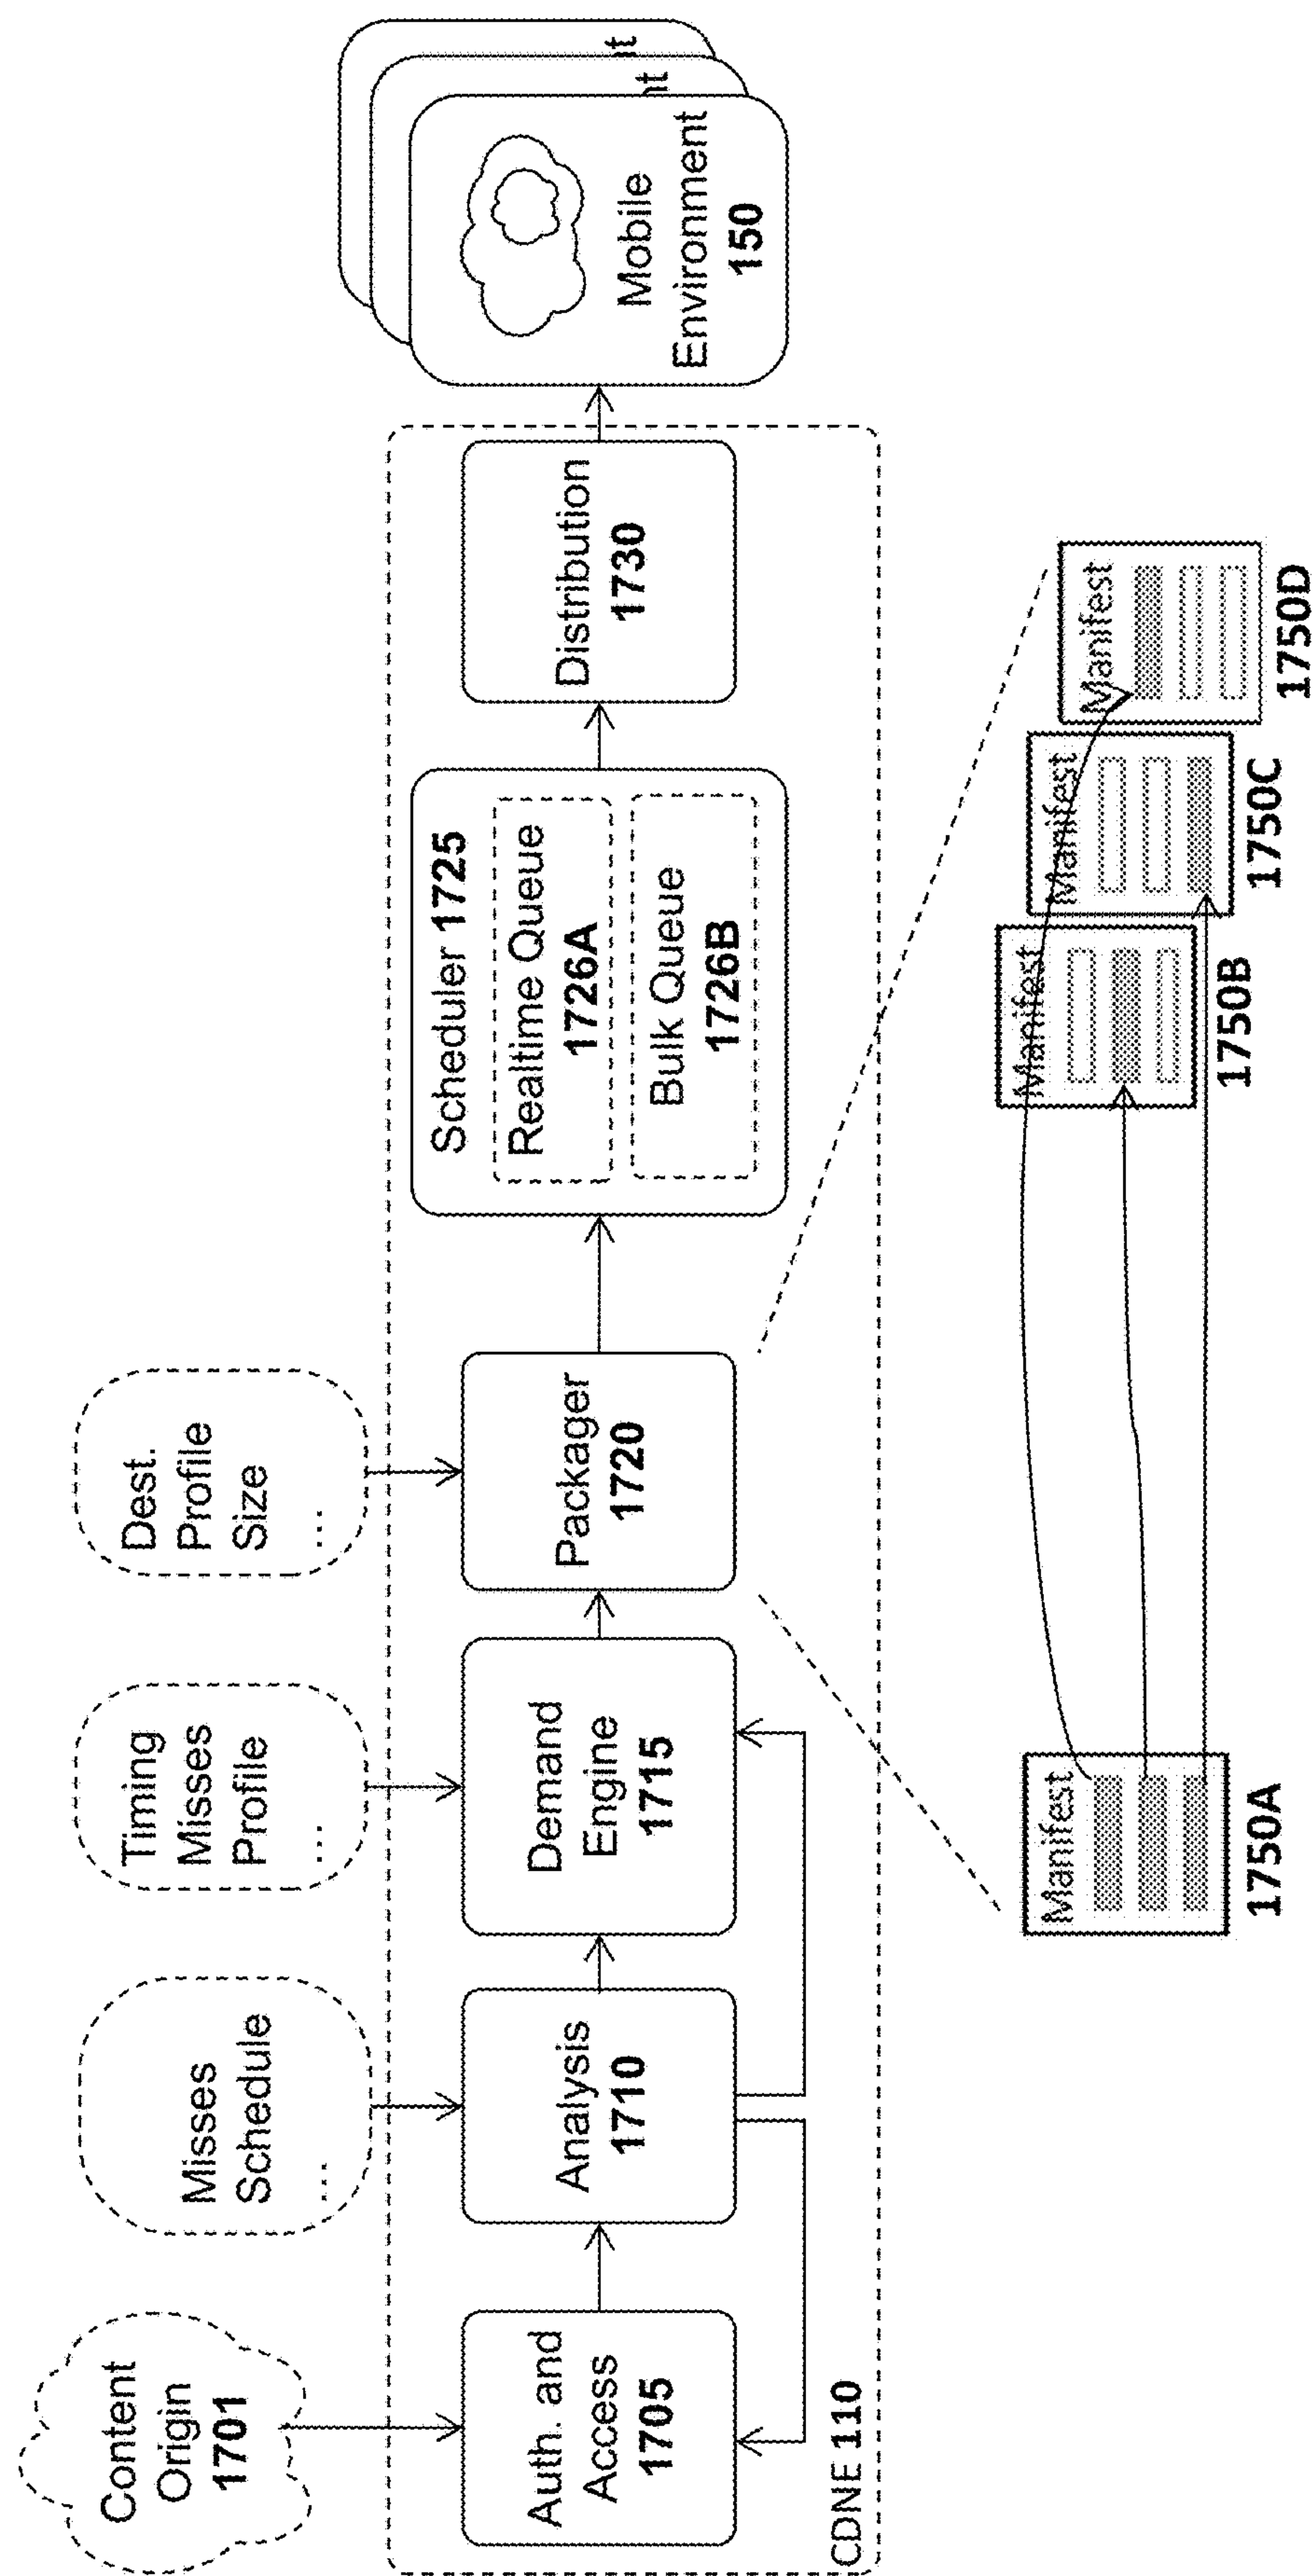 Content
Origin
1701
Misses
Schedule
...
Timing
Misses
Profile
...
Dest.
Profile
Size
...
Auth. and
Access
1705
Analysis
1710
Demand
Engine
1715
Packager
1720
Scheduler 1725
Realtime Queue
1726A
Bulk Queue
1726B
Distribution
1730
Mobile
Environment
150
nt
it
CDNE 110
Manifest
1750A
Manifest
1750B
Manifest
1750C
Manifest
1750D